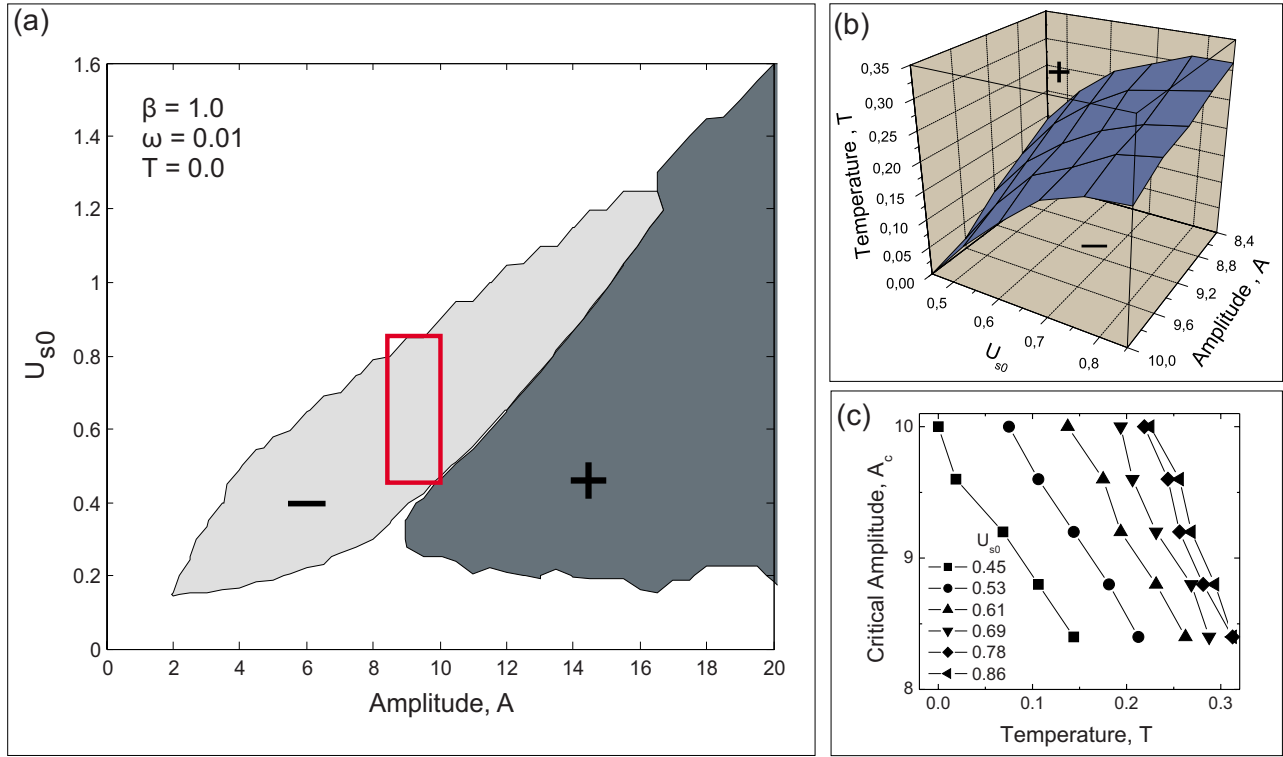 (a)
1.6
1.4
1.2
1
0.8
0.6
0.4
0.2
0
U_s0
β = 1.0
ω = 0.01
T = 0.0
−
+
0 2 4 6 8 10 12 14 16 18 20
Amplitude, A
(b)
0,35
0,30
0,25
0,20
0,15
0,10
0,05
0,00
Temperature , T
+
−
0,5 0,6 0,7 0,8
U_s0
8,4
8,8
9,2
9,6
10,0
Amplitude , A
(c)
10
9
8
Critical Amplitude, A_c
U_s0
0.45
0.53
0.61
0.69
0.78
0.86
0.0 0.1 0.2 0.3
Temperature, T